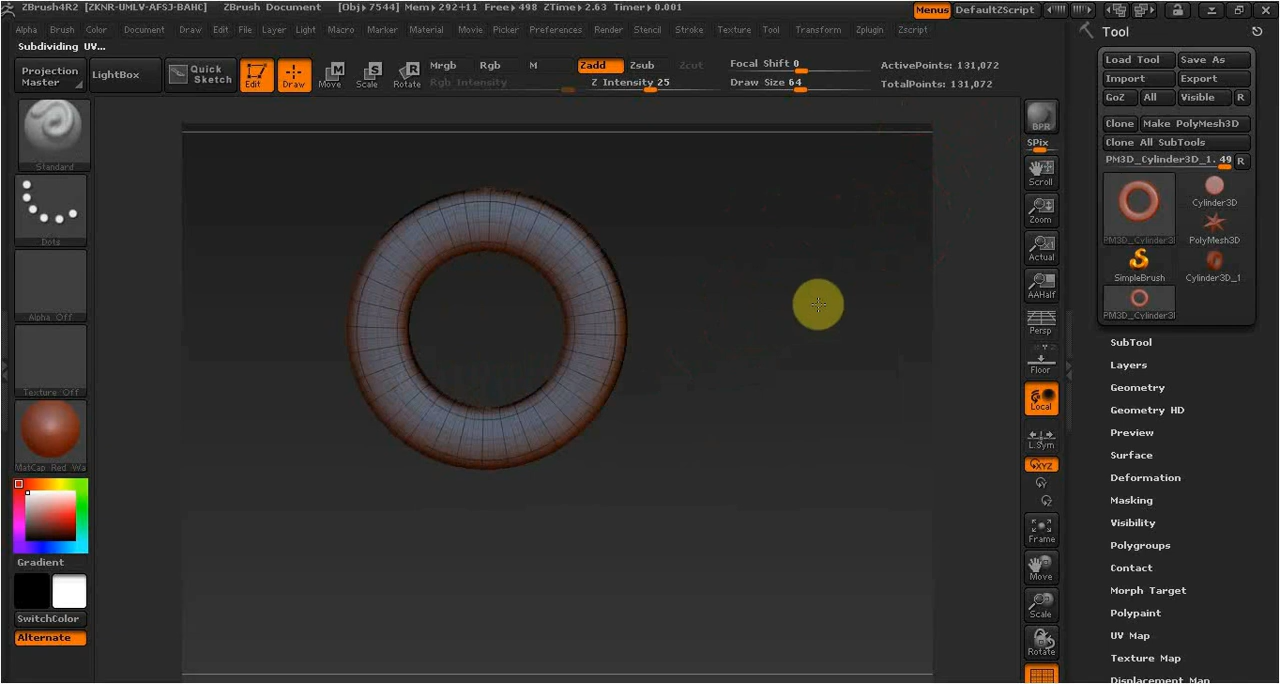 ZBrush4R2 [ZKNR-UMLV-AFSJ-BAHC] ZBrush Document [Obj▸7544] Mem▸292+11 Free▸498 ZTime▸2.63 Timer▸0.001 Menus DefaultZScript
Alpha Brush Color Document Draw Edit File Layer Light Macro Marker Material Movie Picker Preferences Render Stencil Stroke Texture Tool Transform Zplugin Zscript
Subdividing UV...
Projection Master
LightBox
Quick Sketch
Edit
Draw
Move
Scale
Rotate
Mrgb Rgb M
Rgb Intensity
Zadd Zsub Zcut
Z Intensity 25
Focal Shift 0
Draw Size 64
ActivePoints: 131,072
TotalPoints: 131,072
Standard
Dots
Alpha Off
Texture Off
MatCap Red Wa
Gradient
SwitchColor
Alternate
BPR
SPix
Scroll
Zoom
Actual
AAHalf
Persp
Floor
Local
L.Sym
XYZ
Frame
Move
Scale
Rotate
Tool
Load Tool Save As
Import Export
GoZ All Visible R
Clone Make PolyMesh3D
Clone All SubTools
PM3D_Cylinder3D_1. 49 R
PM3D_Cylinder3
Cylinder3D
PolyMesh3D
SimpleBrush
Cylinder3D_1
PM3D_Cylinder3
SubTool
Layers
Geometry
Geometry HD
Preview
Surface
Deformation
Masking
Visibility
Polygroups
Contact
Morph Target
Polypaint
UV Map
Texture Map
Displacement Map